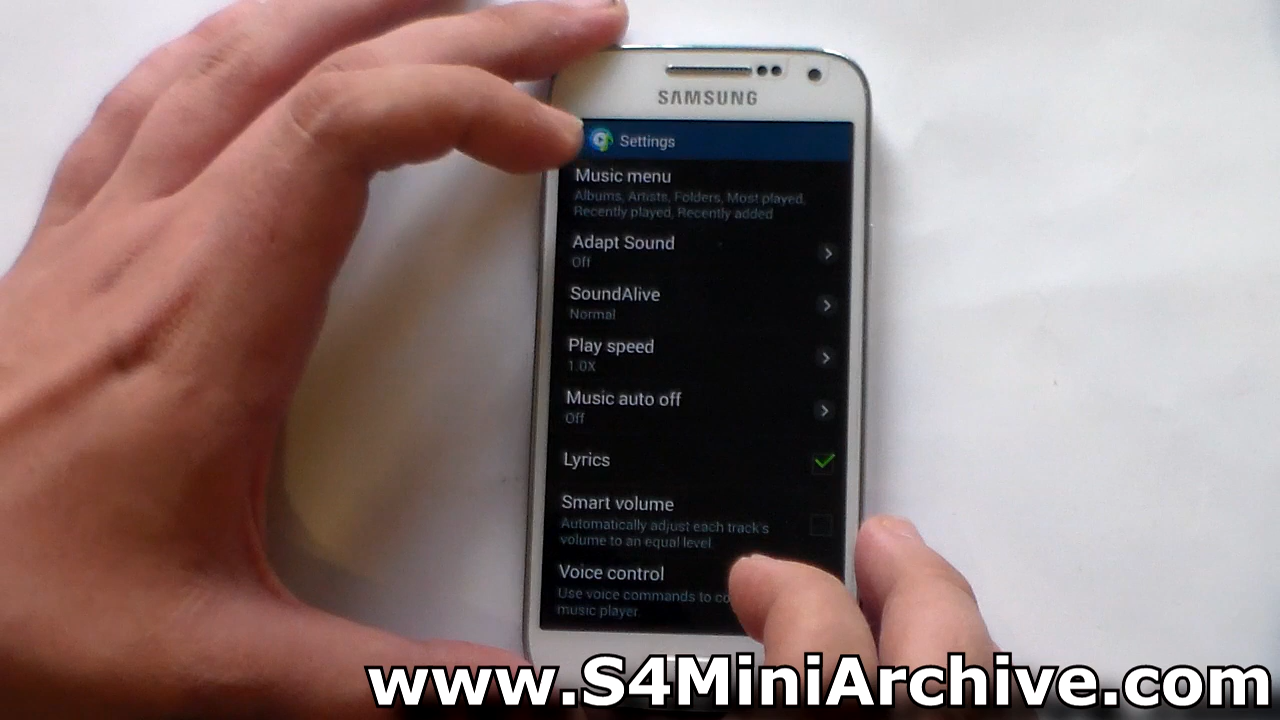 SAMSUNG
Settings
Music menu
Albums, Artists, Folders, Most played,
Recently played, Recently added
Adapt Sound
Off
SoundAlive
Normal
Play speed
1.0X
Music auto off
Off
Lyrics
Smart volume
Automatically adjust each track's
volume to an equal level.
Voice control
Use voice commands to
music player.
www.S4MiniArchive.com